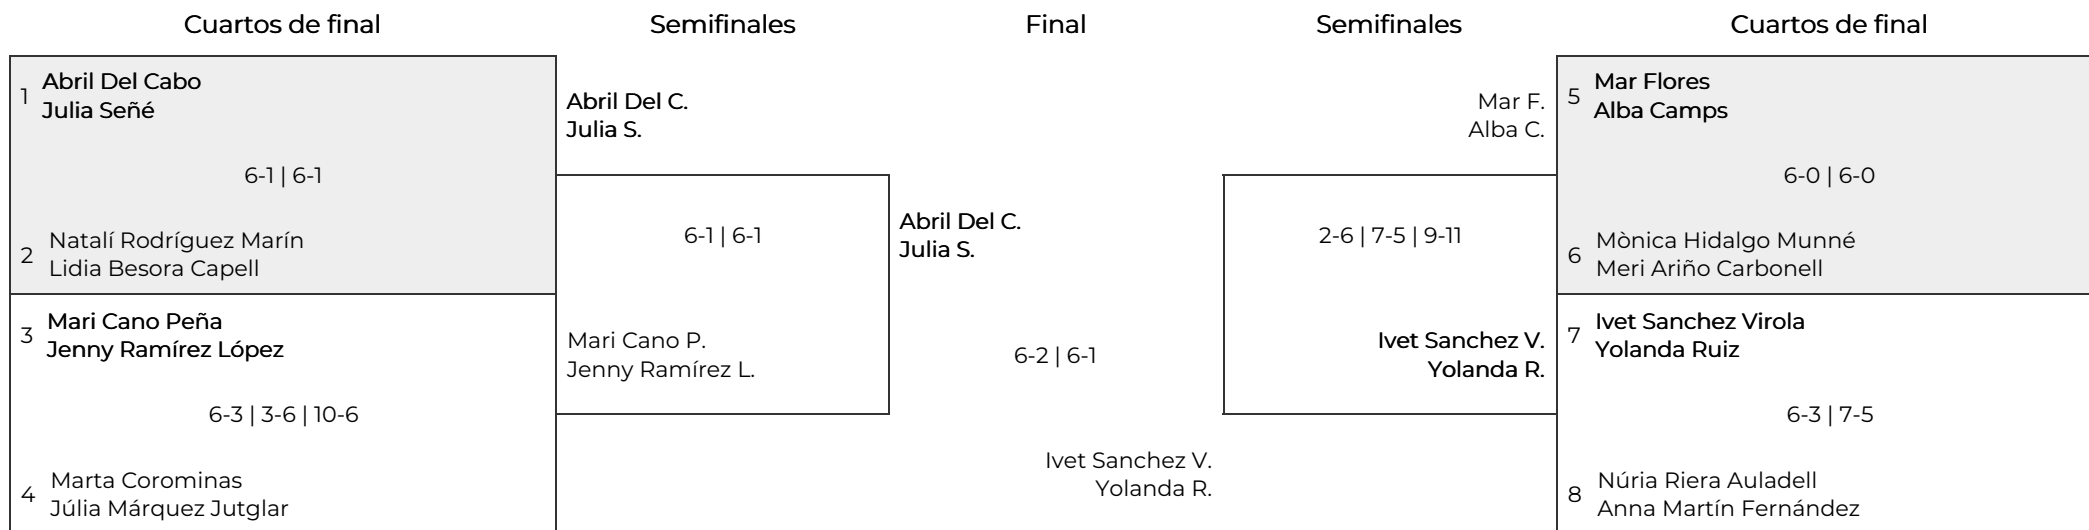 Cuartos de final
Semifinales
Final
Semifinales
Cuartos de final
1
Abril Del Cabo
Julia Señé
6-1 | 6-1
2
Natalí Rodríguez Marín
Lidia Besora Capell
3
Mari Cano Peña
Jenny Ramírez López
6-3 | 3-6 | 10-6
4
Marta Corominas
Júlia Márquez Jutglar
Abril Del C.
Julia S.
6-1 | 6-1
Mari Cano P.
Jenny Ramírez L.
Abril Del C.
Julia S.
6-2 | 6-1
Ivet Sanchez V.
Yolanda R.
Mar F.
Alba C.
2-6 | 7-5 | 9-11
Ivet Sanchez V.
Yolanda R.
5
Mar Flores
Alba Camps
6-0 | 6-0
6
Mònica Hidalgo Munné
Meri Ariño Carbonell
7
Ivet Sanchez Virola
Yolanda Ruiz
6-3 | 7-5
8
Núria Riera Auladell
Anna Martín Fernández